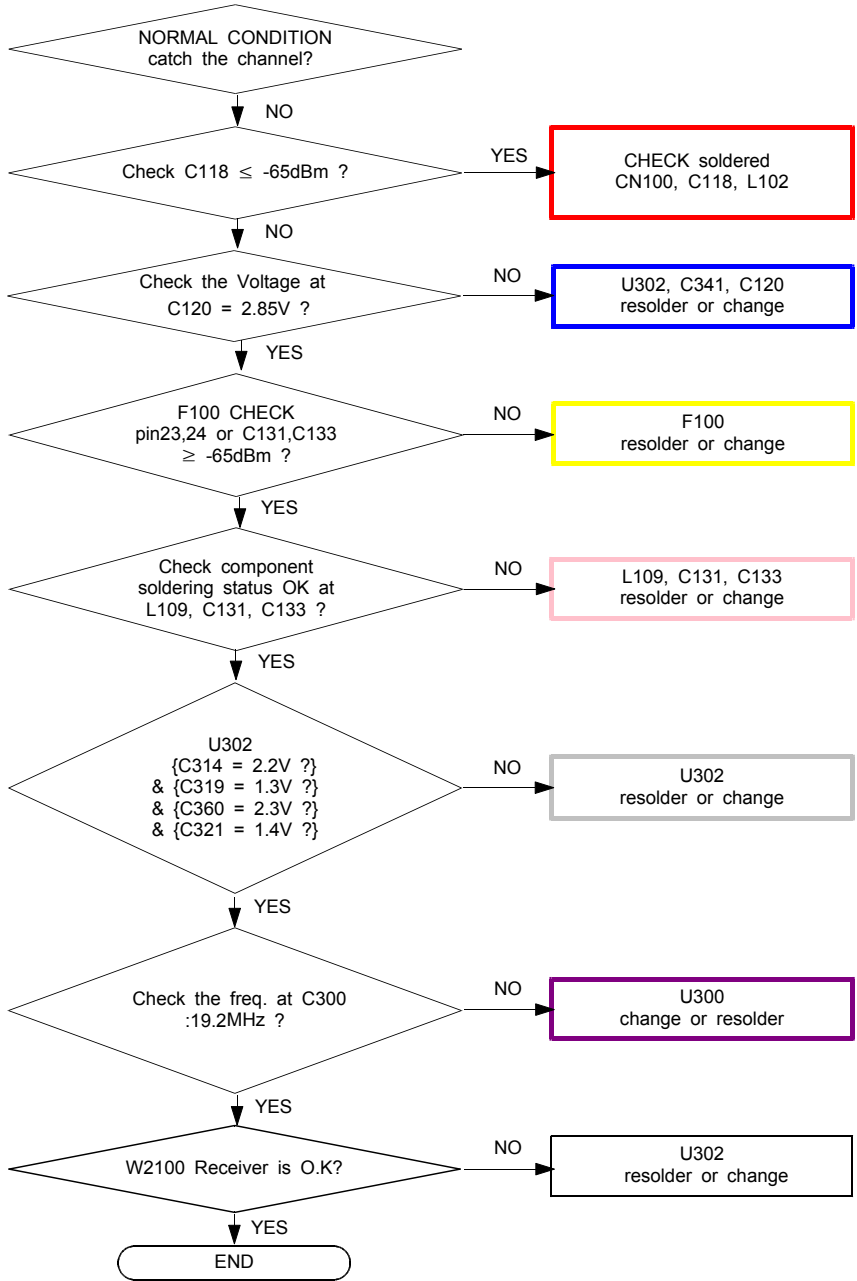 NORMAL CONDITION
catch the channel?
NO
Check C118 ≤ -65dBm ?
YES
CHECK soldered
CN100, C118, L102
NO
Check the Voltage at
C120 = 2.85V ?
NO
U302, C341, C120
resolder or change
YES
F100 CHECK
pin23,24 or C131,C133
≥ -65dBm ?
NO
F100
resolder or change
YES
Check component
soldering status OK at
L109, C131, C133 ?
NO
L109, C131, C133
resolder or change
YES
U302
{C314 = 2.2V ?}
& {C319 = 1.3V ?}
& {C360 = 2.3V ?}
& {C321 = 1.4V ?}
NO
U302
resolder or change
YES
Check the freq. at C300
:19.2MHz ?
NO
U300
change or resolder
YES
W2100 Receiver is O.K?
NO
U302
resolder or change
YES
END